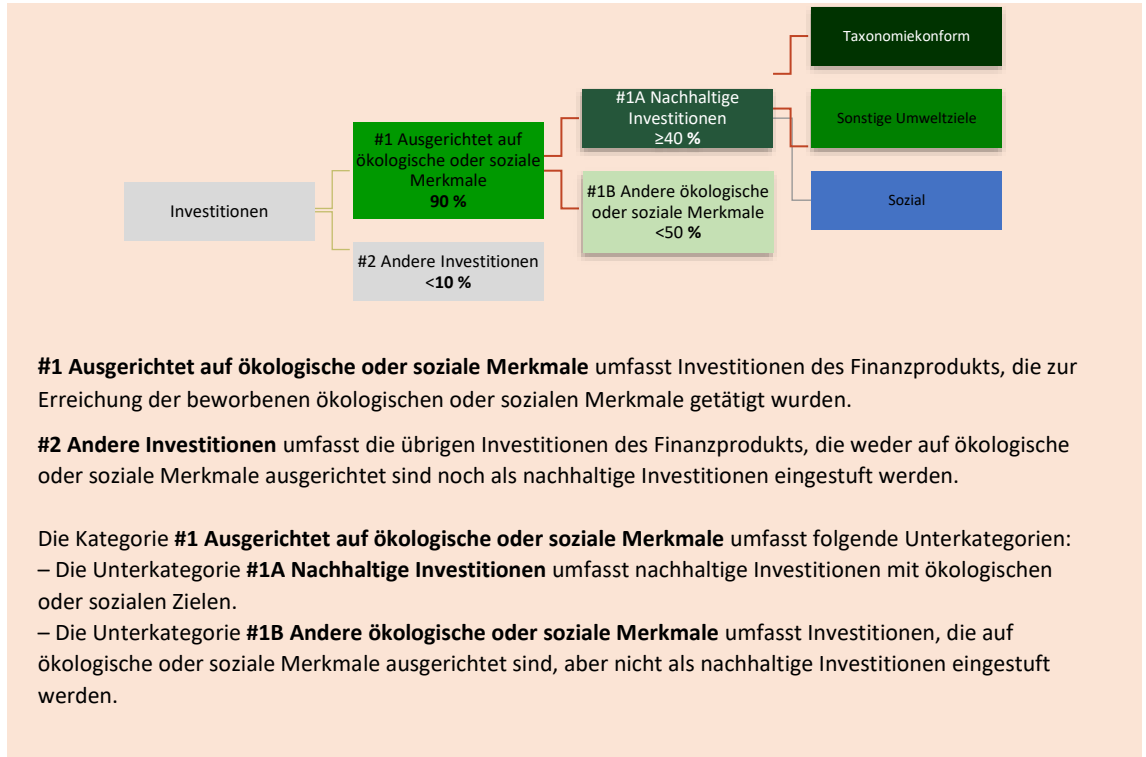 Taxonomiekonform
#1A Nachhaltige
Investitionen
≥40 %
Sonstige Umweltziele
#1 Ausgerichtet auf
ökologische oder soziale
Merkmale
90 %
#1B Andere ökologische
oder soziale Merkmale
<50 %
Sozial
Investitionen
#2 Andere Investitionen
<10 %
#1 Ausgerichtet auf ökologische oder soziale Merkmale umfasst Investitionen des Finanzprodukts, die zur
Erreichung der beworbenen ökologischen oder sozialen Merkmale getätigt wurden.
#2 Andere Investitionen umfasst die übrigen Investitionen des Finanzprodukts, die weder auf ökologische
oder soziale Merkmale ausgerichtet sind noch als nachhaltige Investitionen eingestuft werden.
Die Kategorie #1 Ausgerichtet auf ökologische oder soziale Merkmale umfasst folgende Unterkategorien:
– Die Unterkategorie #1A Nachhaltige Investitionen umfasst nachhaltige Investitionen mit ökologischen
oder sozialen Zielen.
– Die Unterkategorie #1B Andere ökologische oder soziale Merkmale umfasst Investitionen, die auf
ökologische oder soziale Merkmale ausgerichtet sind, aber nicht als nachhaltige Investitionen eingestuft
werden.